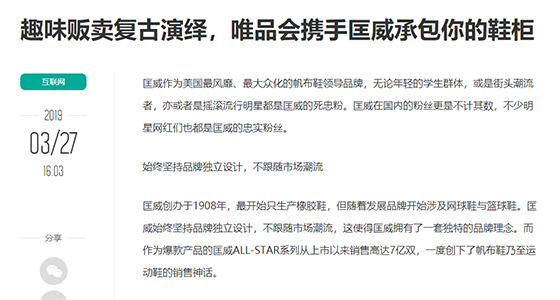 趣味贩卖复古演绎，唯品会携手匡威承包你的鞋柜
互联网
2019
03/27
16:03
分享
匡威作为美国最风靡、最大众化的帆布鞋领导品牌，无论年轻的学生群体，或是街头潮流
者，亦或者是摇滚流行明星都是匡威的死忠粉。匡威在国内的粉丝更是不计其数，不少明
星网红们也都是匡威的忠实粉丝。
始终坚持品牌独立设计，不跟随市场潮流
匡威创办于1908年，最开始只生产橡胶鞋，但随着发展品牌开始涉及网球鞋与篮球鞋。匡
威始终坚持品牌独立设计，不跟随市场潮流，这使得匡威拥有了一套独特的品牌理念。而
作为爆款产品的匡威ALL-STAR系列从上市以来销售高达7亿双，一度创下了帆布鞋乃至运
动鞋的销售神话。